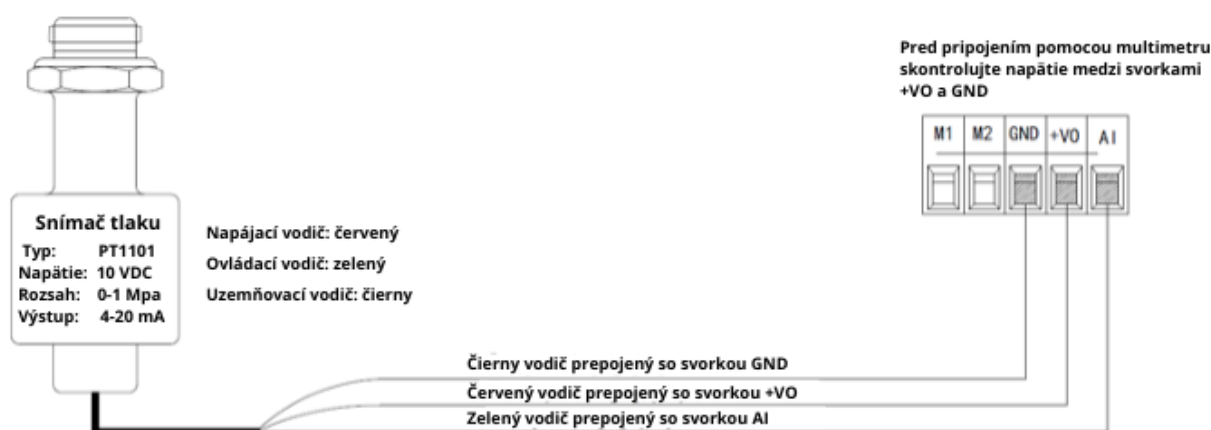 Pred pripojením pomocou multimetru
skontrolujte napätie medzi svorkami
+VO a GND
M1 M2 GND +VO AI
Snímač tlaku
Typ: PT1101
Napätie: 10 VDC
Rozsah: 0-1 Mpa
Výstup: 4-20 mA
Napájací vodič: červený
Ovládací vodič: zelený
Uzemňovací vodič: čierny
Čierny vodič prepojený so svorkou GND
Červený vodič prepojený so svorkou +VO
Zelený vodič prepojený so svorkou AI